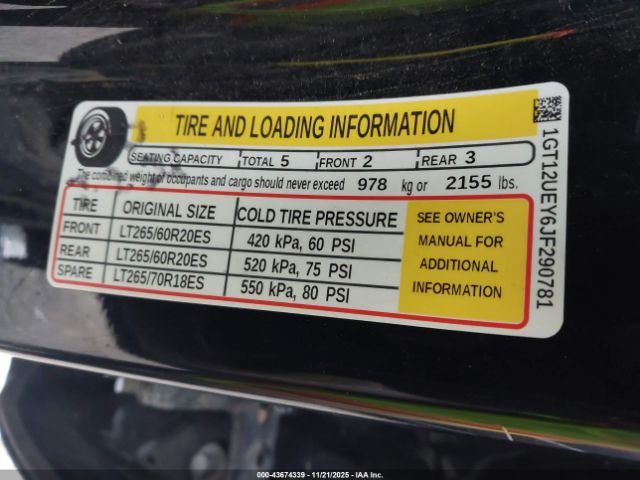 TIRE AND LOADING INFORMATION
SEATING CAPACITY TOTAL 5 FRONT 2 REAR 3
The combined weight of occupants and cargo should never exceed 978 kg or 2155 lbs.
TIRE ORIGINAL SIZE COLD TIRE PRESSURE
FRONT LT265/60R20ES 420 kPa, 60 PSI
REAR LT265/60R20ES 520 kPa, 75 PSI
SPARE LT265/70R18ES 550 kPa, 80 PSI
SEE OWNER'S
MANUAL FOR
ADDITIONAL
INFORMATION
1GT12UEY6JF290781
000-43674339 - 11/21/2025 - IAA Inc.